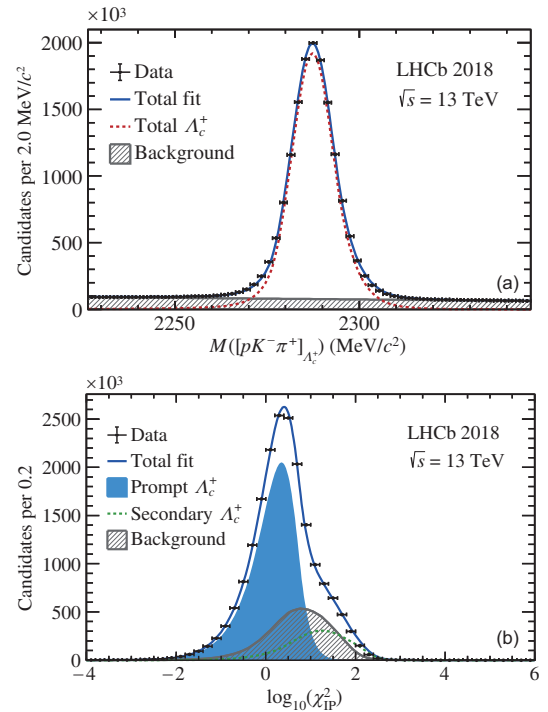 ×10³
2000
1500
1000
500
0
Candidates per 2.0 MeV/c²
Data
Total fit
Total Λc⁺
Background
LHCb 2018
√s = 13 TeV
(a)
2250 2300
M([pK⁻π⁺]Λc⁺) (MeV/c²)
×10³
2500
2000
1500
1000
500
0
Candidates per 0.2
Data
Total fit
Prompt Λc⁺
Secondary Λc⁺
Background
LHCb 2018
√s = 13 TeV
(b)
−4 −2 0 2 4 6
log₁₀(χ²IP)